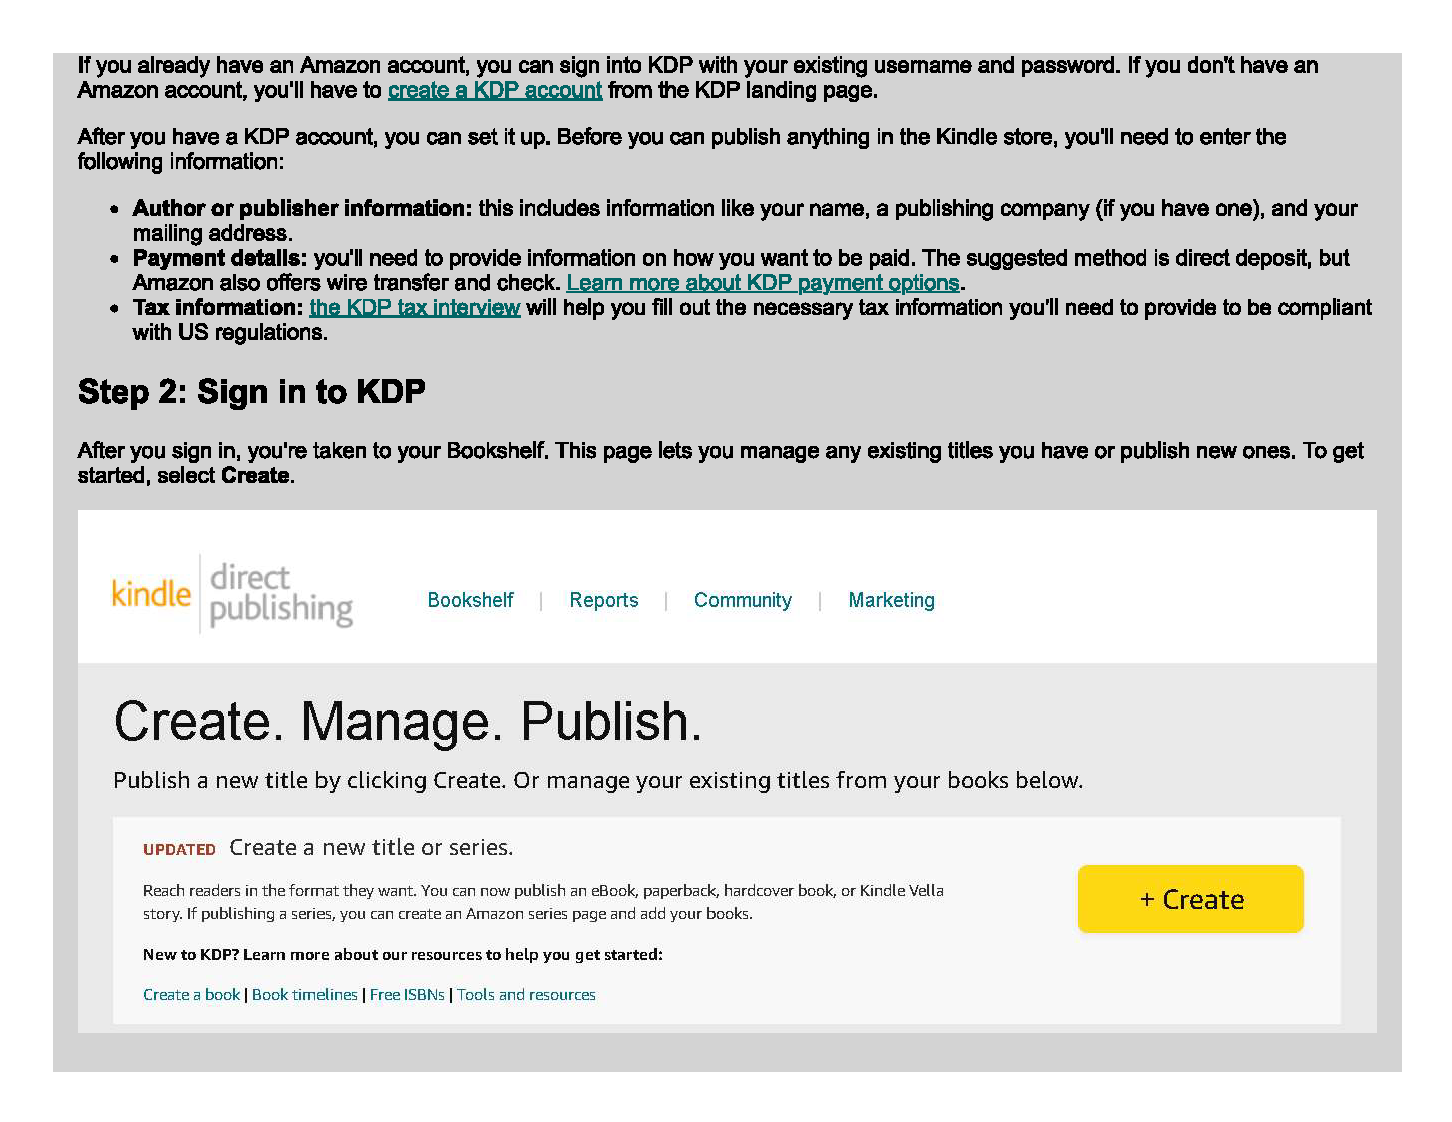 If you already have an Amazon account, you can sign into KDP with your existing username and password. If you don't have an
Amazon account, you'll have to create a KDP account from the KDP landing page.
After you have a KDP account, you can set it up. Before you can publish anything in the Kindle store, you'll need to enter the
following information:
• Author or publisher information: this includes information like your name, a publishing company (if you have one), and your
mailing address.
• Payment details: you'll need to provide information on how you want to be paid. The suggested method is direct deposit, but
Amazon also offers wire transfer and check. Learn more about KDP payment options.
• Tax information: the KDP tax interview will help you fill out the necessary tax information you'll need to provide to be compliant
with US regulations.
Step 2: Sign in to KDP
After you sign in, you're taken to your Bookshelf. This page lets you manage any existing titles you have or publish new ones. To get
started, select Create.
kindle direct publishing
Bookshelf | Reports | Community | Marketing
Create. Manage. Publish.
Publish a new title by clicking Create. Or manage your existing titles from your books below.
UPDATED Create a new title or series.
Reach readers in the format they want. You can now publish an eBook, paperback, hardcover book, or Kindle Vella
story. If publishing a series, you can create an Amazon series page and add your books.
+ Create
New to KDP? Learn more about our resources to help you get started:
Create a book | Book timelines | Free ISBNs | Tools and resources